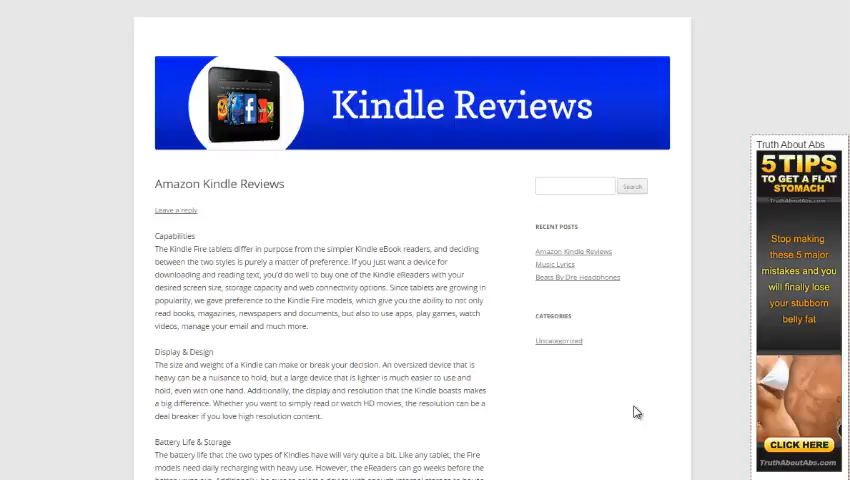 Kindle Reviews
Amazon Kindle Reviews
Leave a reply
Capabilities
The Kindle Fire tablets differ in purpose from the simpler Kindle eBook readers, and deciding
between the two styles is purely a matter of preference. If you just want a device for
downloading and reading text, you'd do well to buy one of the Kindle eReaders with your
desired screen size, storage capacity and web connectivity options. Since tablets are growing in
popularity, we gave preference to the Kindle Fire models, which give you the ability to not only
read books, magazines, newspapers and documents, but also to use apps, play games, watch
videos, manage your email and much more.
Display & Design
The size and weight of a Kindle can make or break your decision. An oversized device that is
heavy can be a nuisance to hold, but a large device that is lighter is much easier to use and
hold, even with one hand. Additionally, the display and resolution that the Kindle boasts makes
a big difference. Whether you want to simply read or watch HD movies, the resolution can be a
deal breaker if you love high resolution content.
Battery Life & Storage
The battery life that the two types of Kindles have will vary quite a bit. Like any tablet, the Fire
models need daily recharging with heavy use. However, the eReaders can go weeks before the
Search
RECENT POSTS
Amazon Kindle Reviews
Music Lyrics
Beats By Dre Headphones
CATEGORIES
Uncategorized
Truth About Abs
5 TIPS
TO GET A FLAT
STOMACH
TruthAboutAbs.com
Stop making
these 5 major
mistakes and you
will finally lose
your stubborn
belly fat
CLICK HERE
TruthAboutAbs.com